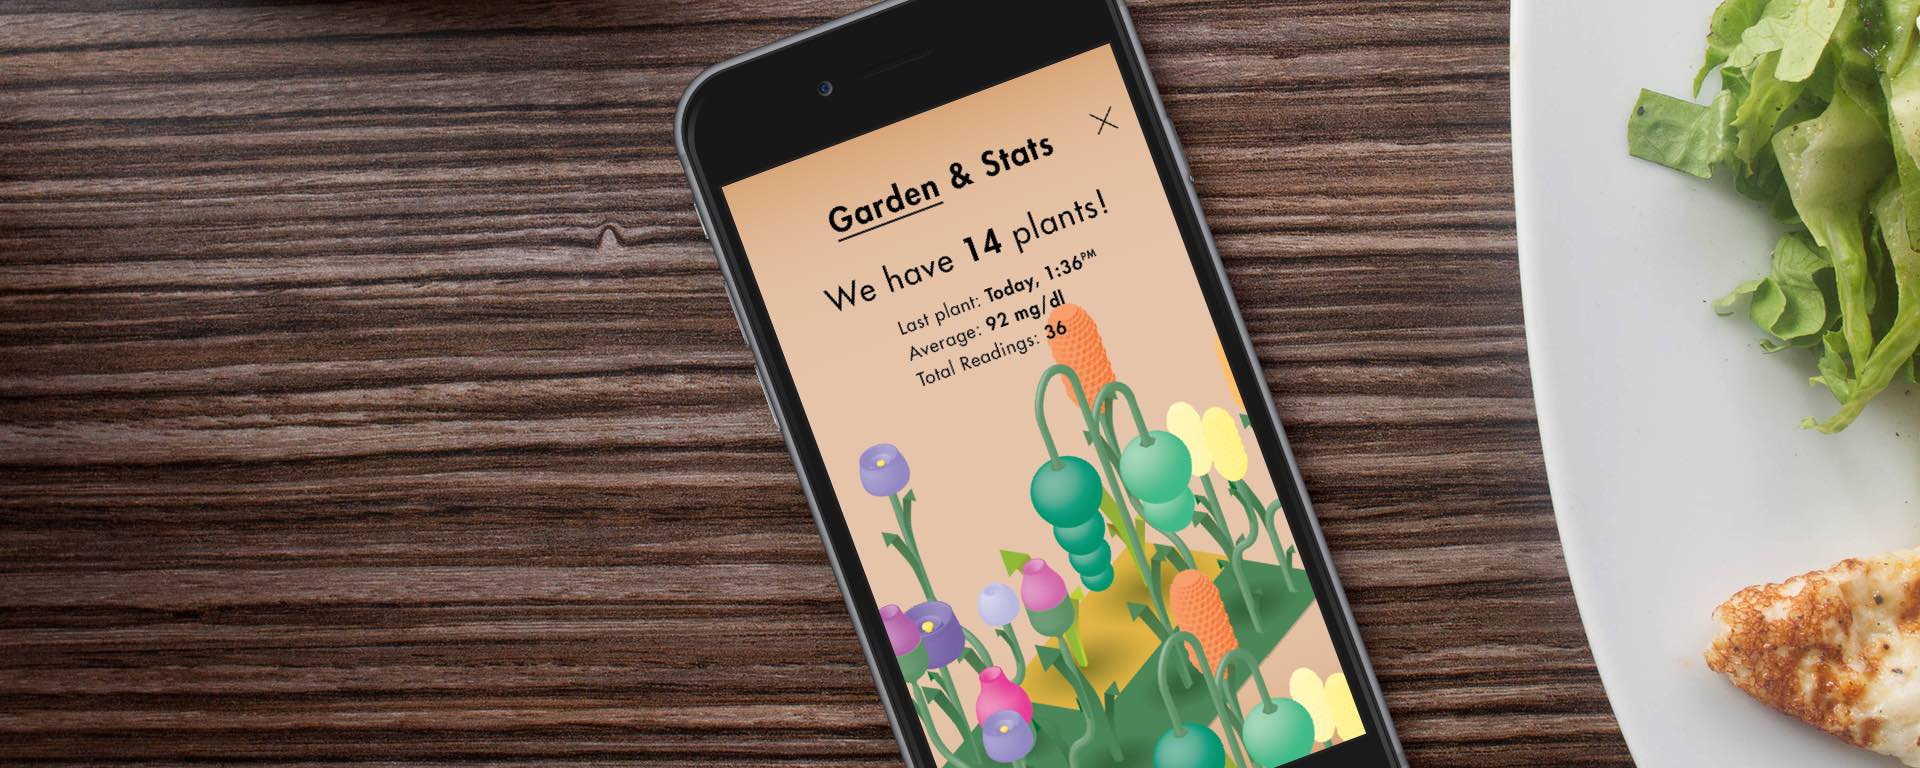 Garden & Stats
We have 14 plants!
Last plant: Today, 1:36PM
Average: 92 mg/dl
Total Readings: 36